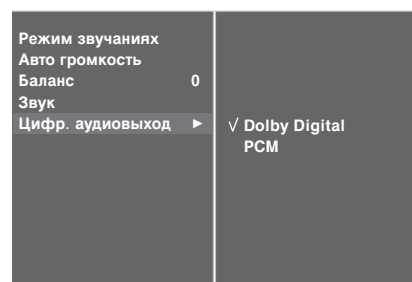 Режим звучаниях
Авто громкость
Баланс 0
Звук
Цифр. аудиовыход ►
√ Dolby Digital
PCM